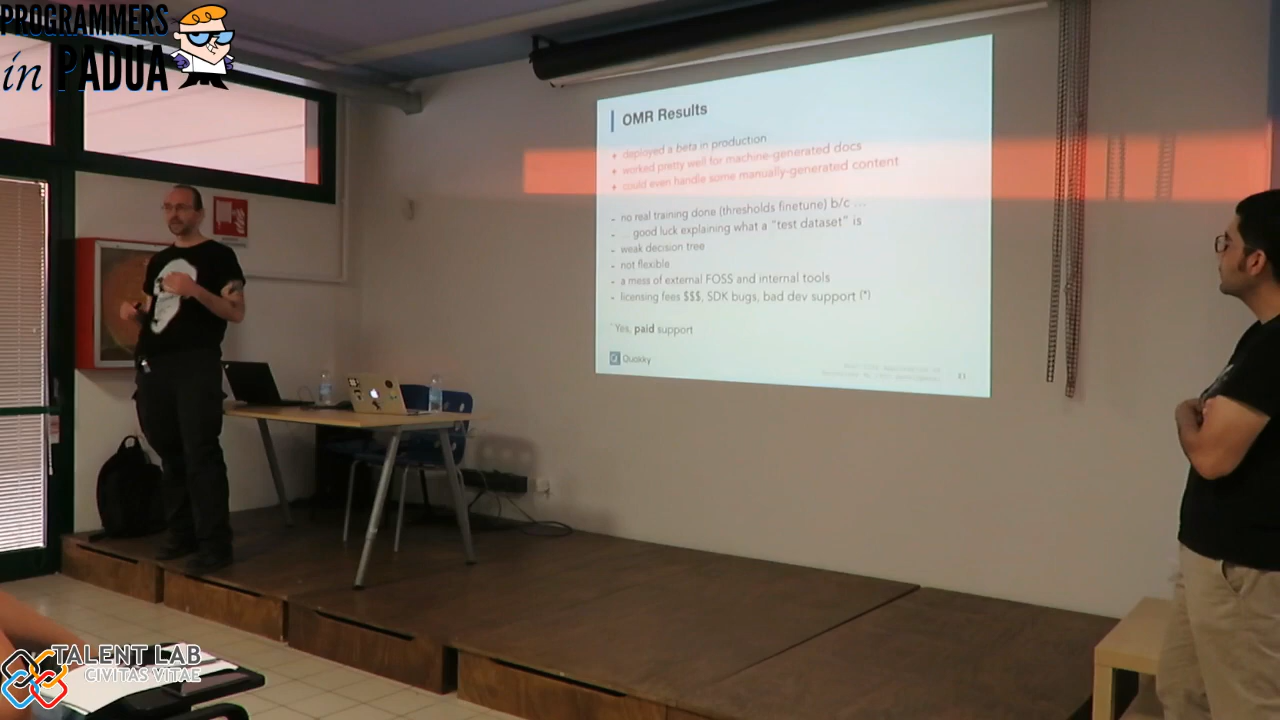 PROGRAMMERS
in PADUA
OMR Results
+ deployed a beta in production
+ worked pretty well for machine-generated docs
+ could even handle some manually-generated content
- no real training done (thresholds finetune) b/c ...
- good luck explaining what a "test dataset" is
- weak decision tree
- not flexible
- a mess of external FOSS and internal tools
- licensing fees $$$, SDK bugs, bad dev support (*)
* Yes, paid support
Quokky
TALENT LAB
CIVITAS VITAE